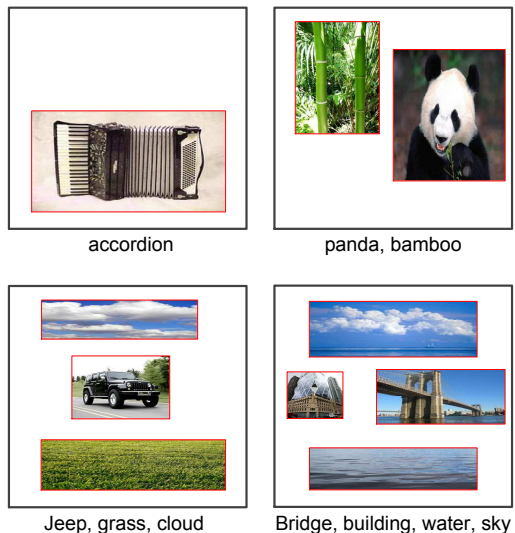 accordion
panda, bamboo
Jeep, grass, cloud
Bridge, building, water, sky